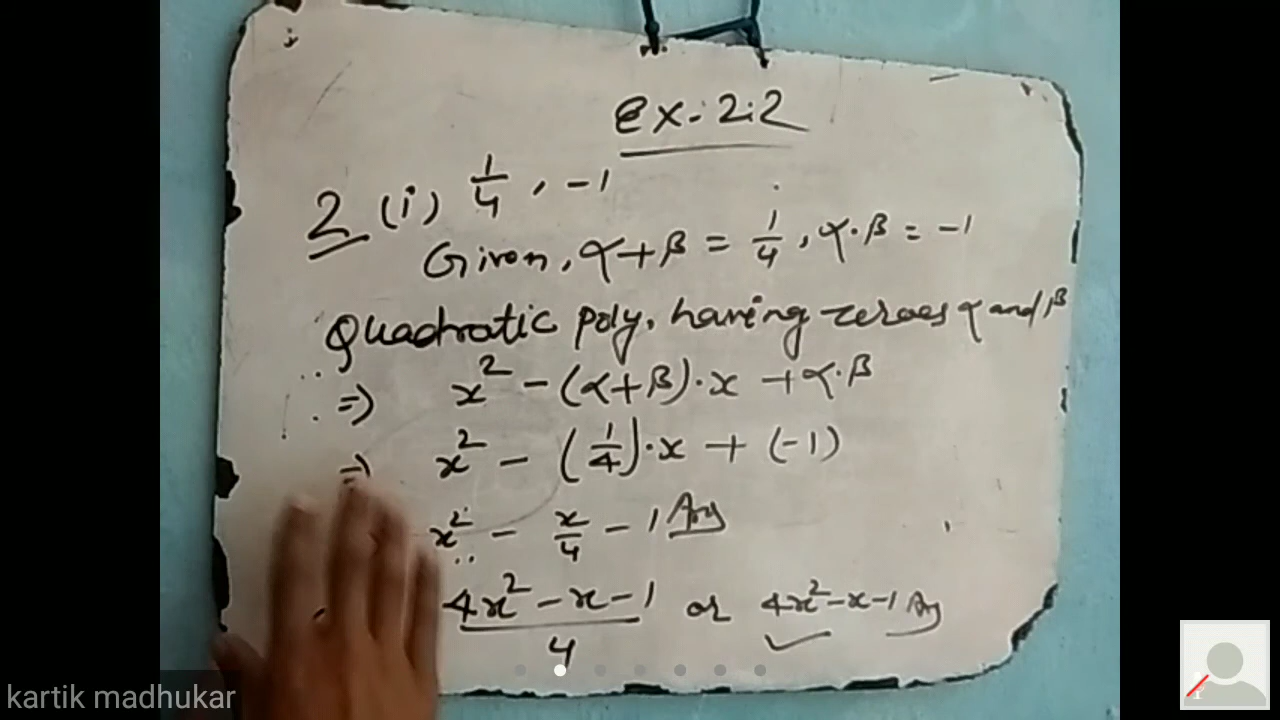 ex. 2.2
2 (i) 1/4, -1
Given, α+β = 1/4, α·β = -1
Quadratic poly. having zeroes α and β
=> x² - (α+β)·x + α·β
=> x² - (1/4)·x + (-1)
x² - x/4 - 1 Ans
4x² - x - 1 / 4 or 4x² - x - 1 Ans
kartik madhukar